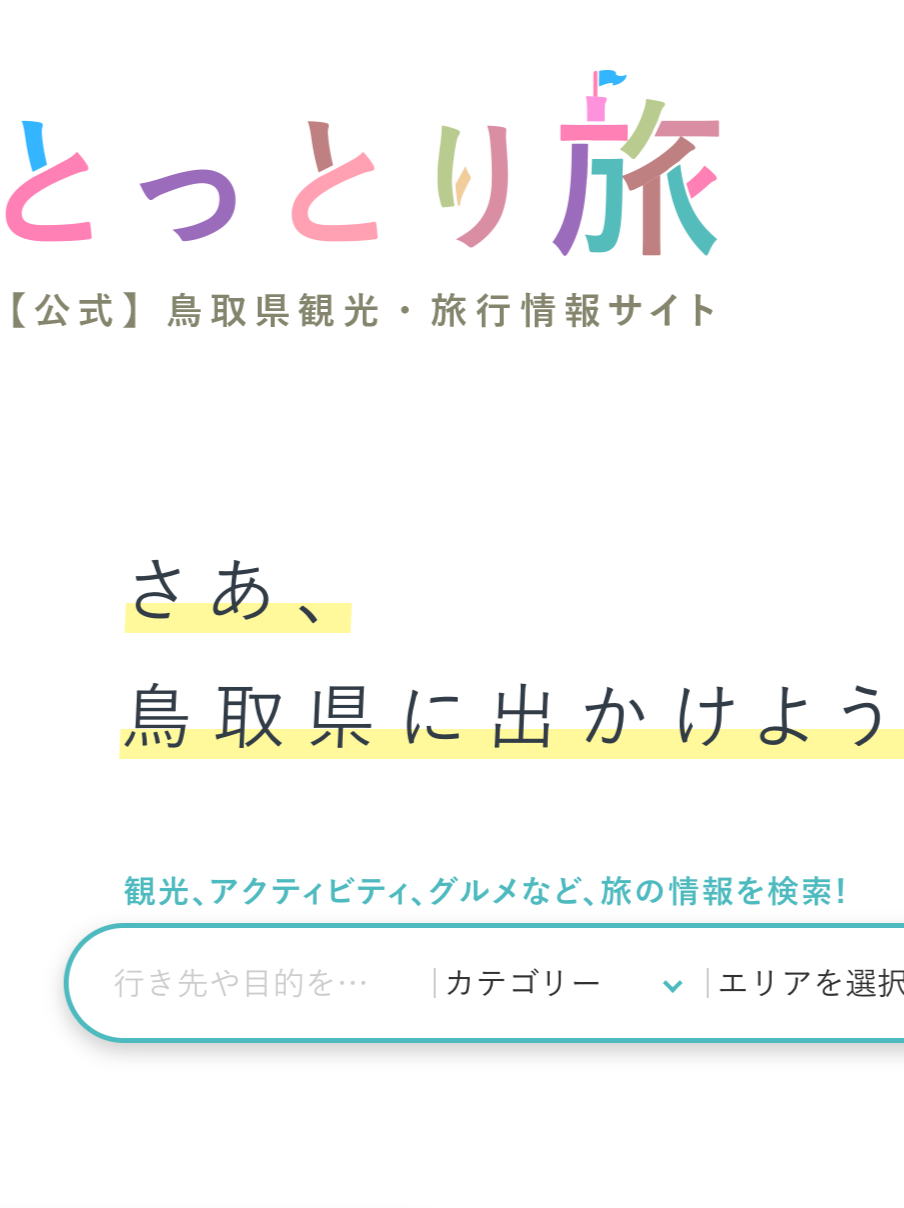 とっとり旅
【公式】鳥取県観光・旅行情報サイト
さあ、
鳥取県に出かけよう
観光、アクティビティ、グルメなど、旅の情報を検索!
行き先や目的を… カテゴリー エリアを選択